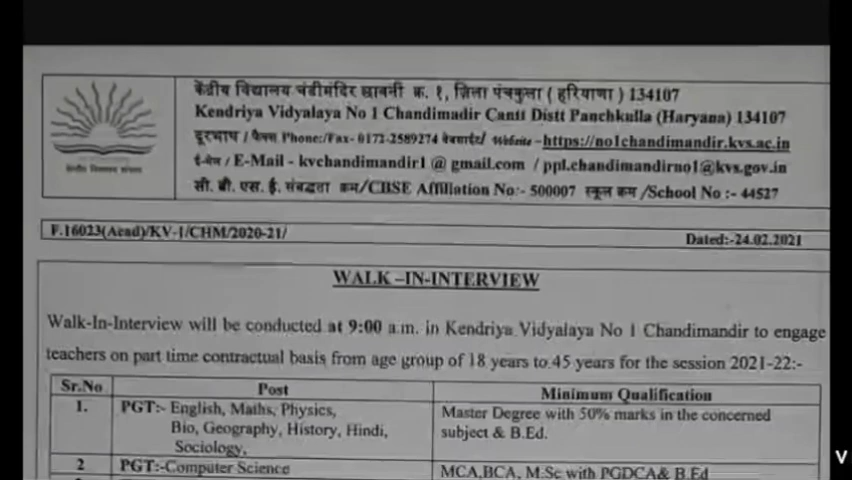 केंद्रीय विद्यालय चंडीमंदिर छावनी क्र. १, ज़िला पंचकुला ( हरियाणा ) 134107
Kendriya Vidyalaya No 1 Chandimadir Cantt Distt Panchkulla (Haryana) 134107
दूरभाष / फैक्स Phone:/Fax- 0172-2589274 वेबसाईट/ Website -https://no1chandimandir.kvs.ac.in
ई-मेल / E-Mail - kvchandimandir1 @ gmail.com / ppl.chandimandirno1@kvs.gov.in
सी. बी. एस. ई. संबद्धता क्रम/CBSE Affiliation No:- 500007 स्कूल क्रम /School No :- 44527
केन्द्रीय विद्यालय संगठन
F.16023(Acad)/KV-1/CHM/2020-21/
Dated:-24.02.2021
WALK –IN-INTERVIEW
Walk-In-Interview will be conducted at 9:00 a.m. in Kendriya Vidyalaya No 1 Chandimandir to engage
teachers on part time contractual basis from age group of 18 years to 45 years for the session 2021-22:-
Sr.No Post Minimum Qualification
1. PGT:- English, Maths, Physics, Master Degree with 50% marks in the concerned
Bio, Geography, History, Hindi, subject & B.Ed.
Sociology,
2 PGT:-Computer Science MCA,BCA, M.Sc with PGDCA& B.Ed
V